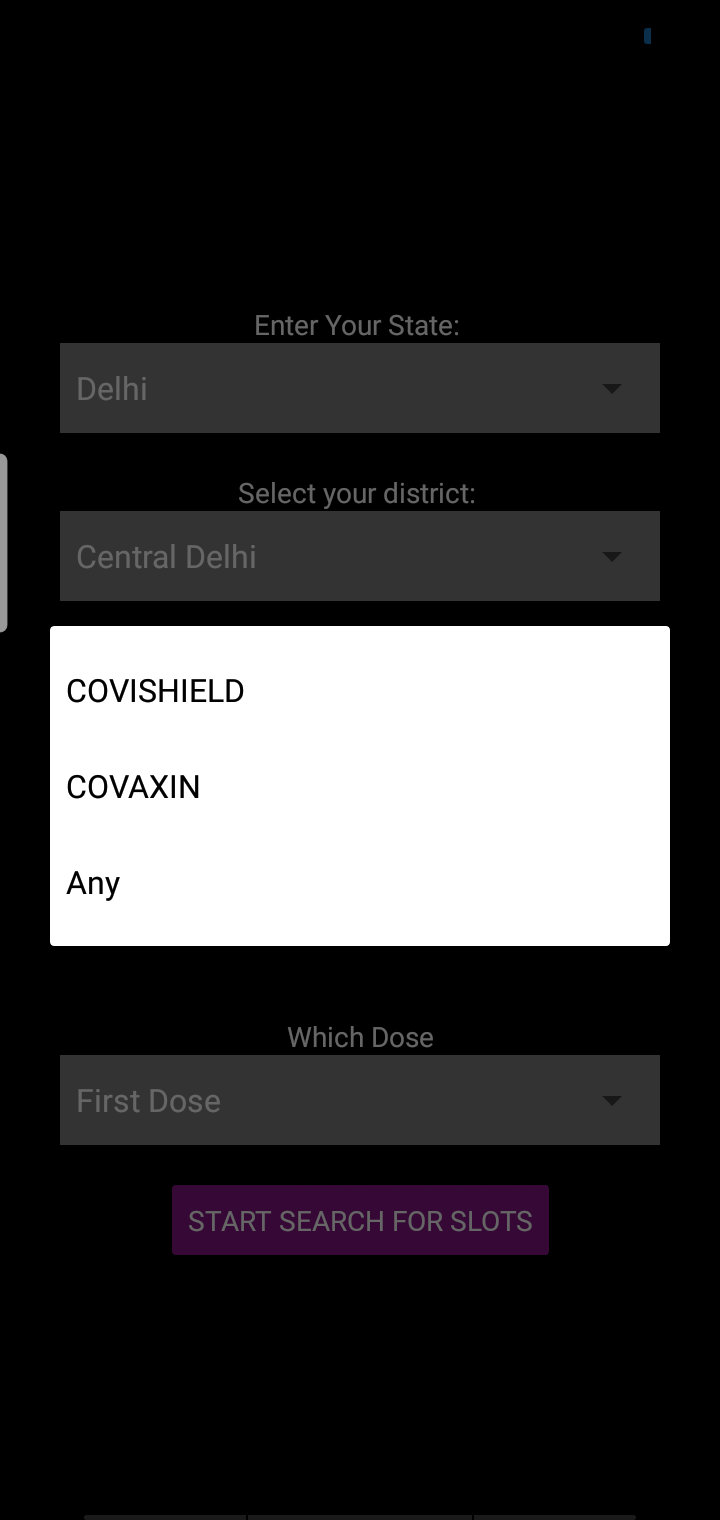 Enter Your State:
Delhi
Select your district:
Central Delhi
COVISHIELD
COVAXIN
Any
Which Dose
First Dose
START SEARCH FOR SLOTS